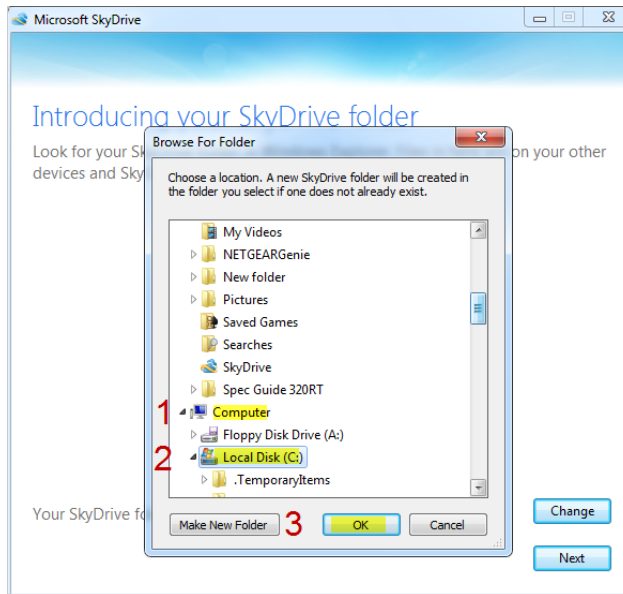 Microsoft SkyDrive
Introducing your SkyDrive folder
Look for your Sky on your other
devices and Sky
Browse For Folder
Choose a location. A new SkyDrive folder will be created in
the folder you select if one does not already exist.
My Videos
NETGEARGenie
New folder
Pictures
Saved Games
Searches
SkyDrive
Spec Guide 320RT
1 Computer
Floppy Disk Drive (A:)
2 Local Disk (C:)
.TemporaryItems
Your SkyDrive fo
Make New Folder 3 OK Cancel
Change
Next